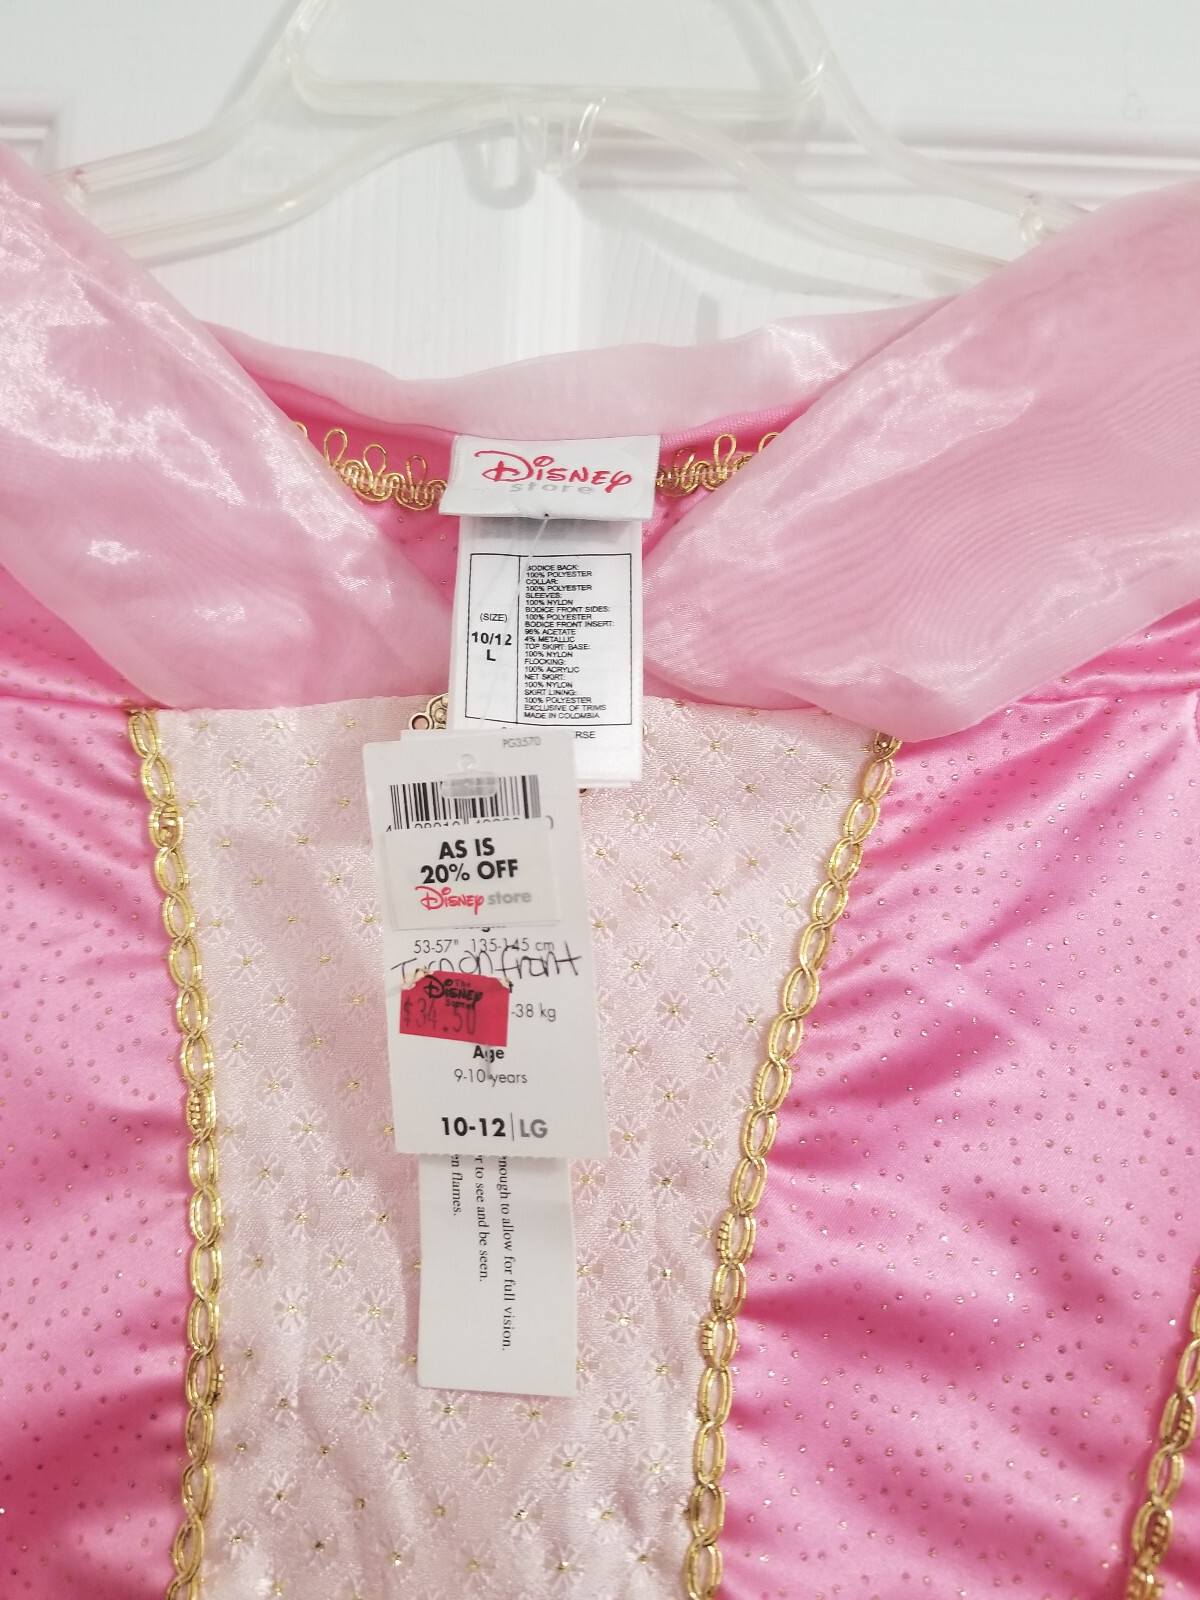 Disney
store
(SIZE)
10/12
L
BODICE BACK:
100% POLYESTER
COLLAR:
100% POLYESTER
SLEEVES:
100% NYLON
BODICE FRONT SIDES:
100% POLYESTER
BODICE FRONT INSERT:
96% ACETATE
4% METALLIC
TOP SKIRT: BASE:
100% NYLON
FLOCKING:
100% ACRYLIC
NET SKIRT:
100% NYLON
SKIRT LINING:
100% POLYESTER
EXCLUSIVE OF TRIMS
MADE IN COLOMBIA
PG3570
AS IS
20% OFF
Disney store
53-57" 135-145 cm
Torn on front
The
Disney
Store
$34.50
-38 kg
Age
9-10 years
10-12 | LG
enough to allow for full vision.
r to see and be seen.
en flames.